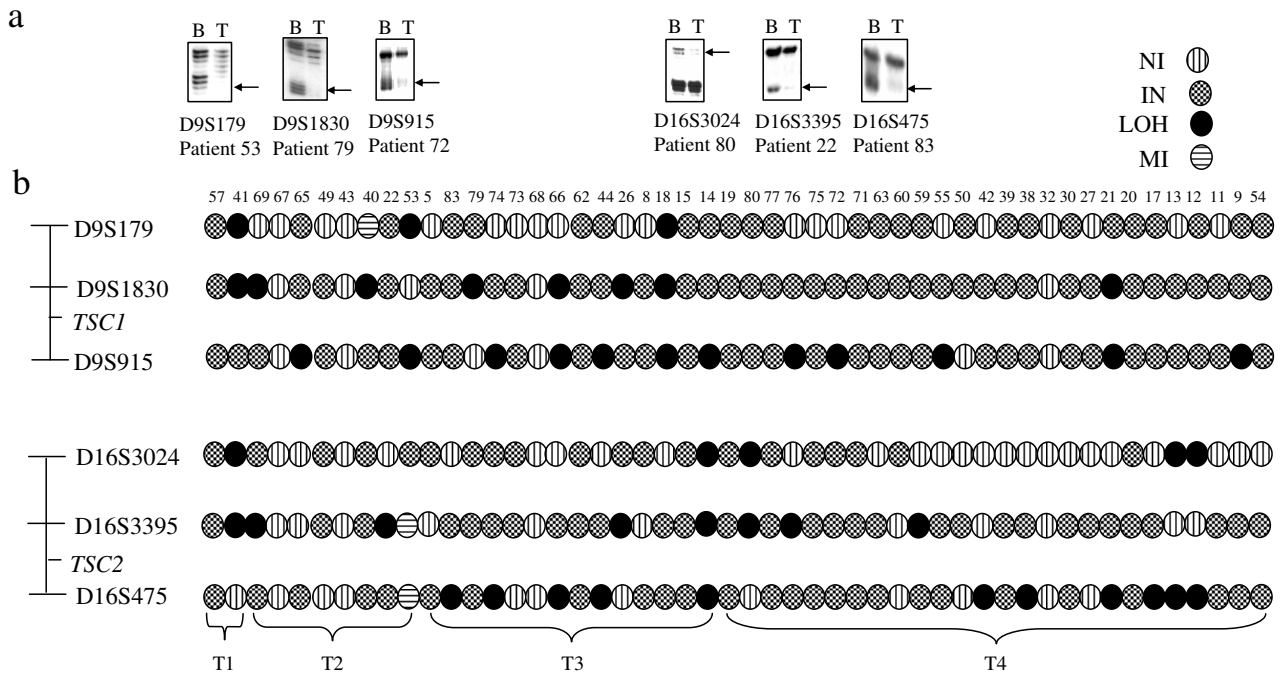 a
B T
B T
B T
B T
B T
B T
D9S179
Patient 53
D9S1830
Patient 79
D9S915
Patient 72
D16S3024
Patient 80
D16S3395
Patient 22
D16S475
Patient 83
NI
IN
LOH
MI
b
57 41 69 67 65 49 43 40 22 53 5 83 79 74 73 68 66 62 44 26 8 18 15 14 19 80 77 76 75 72 71 63 60 59 55 50 42 39 38 32 30 27 21 20 17 13 12 11 9 54
D9S179
D9S1830
TSC1
D9S915
D16S3024
D16S3395
TSC2
D16S475
T1 T2 T3 T4